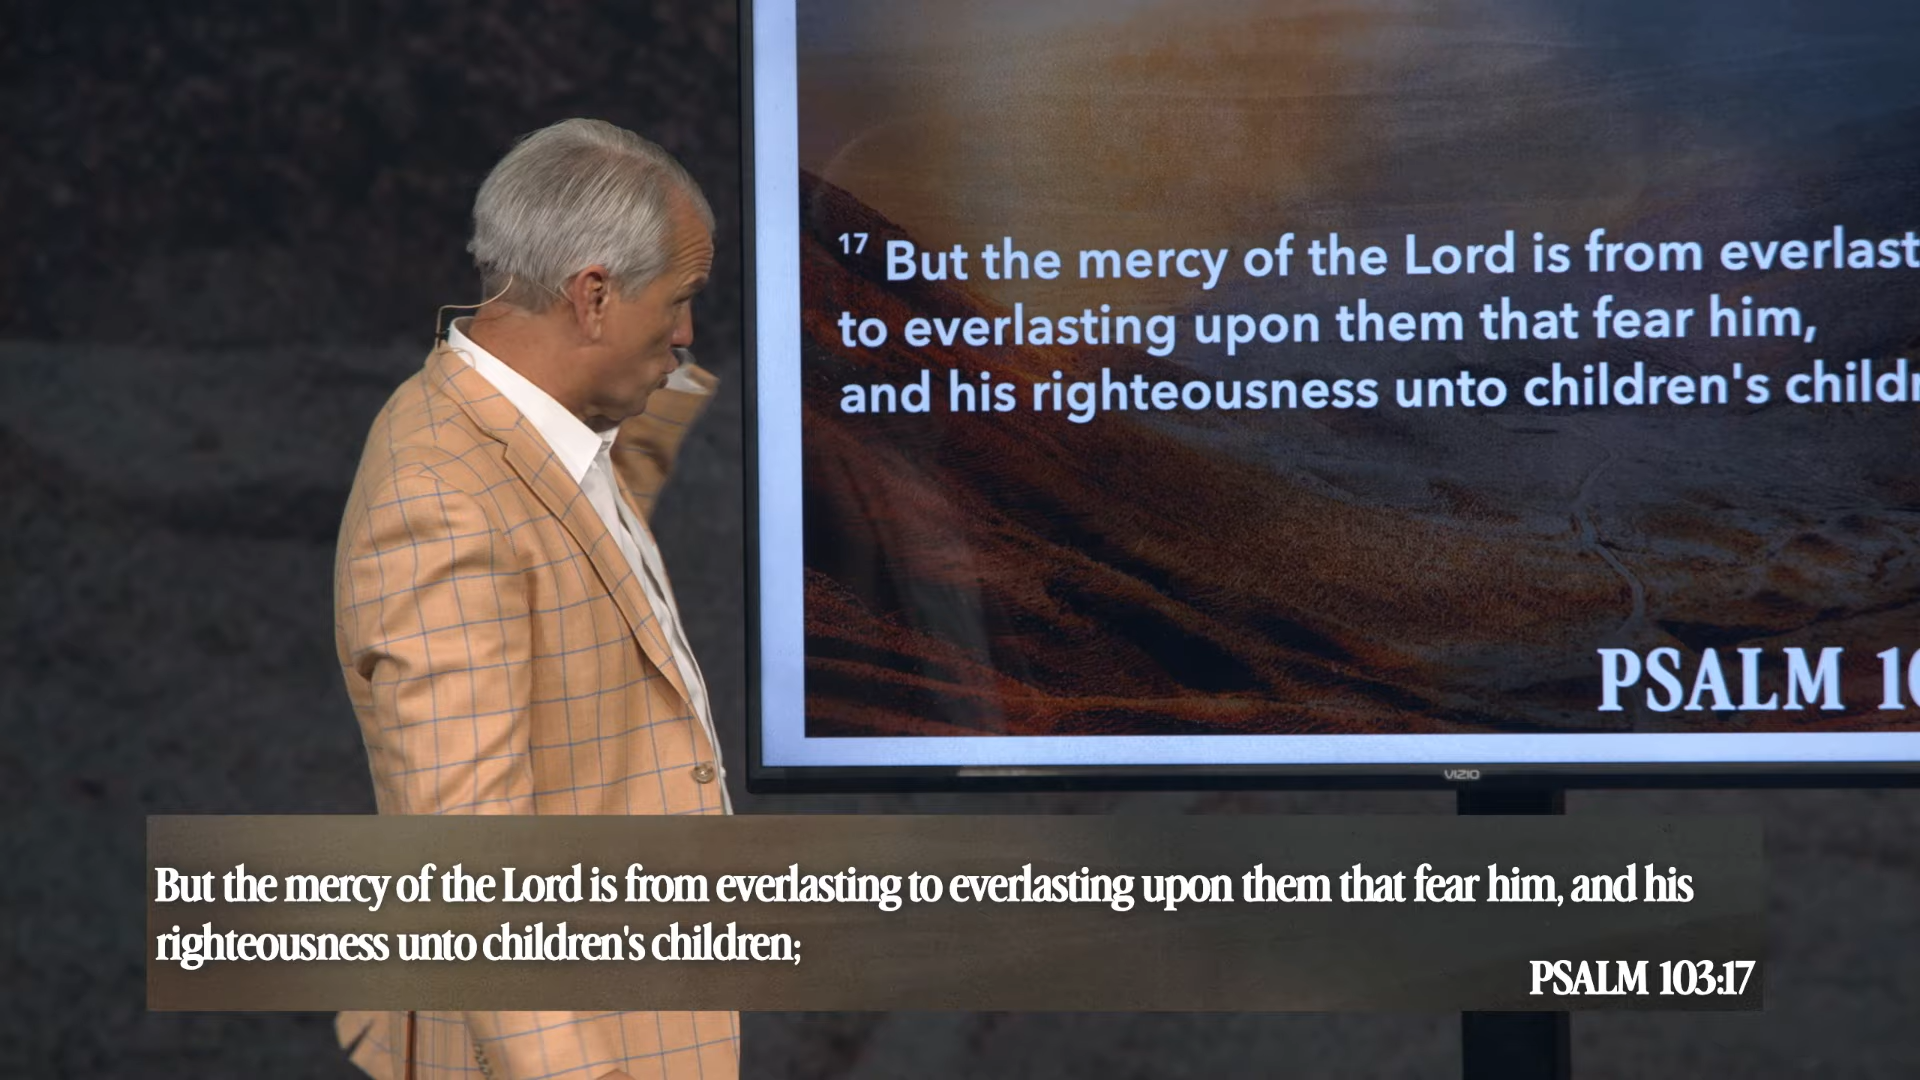 17 But the mercy of the Lord is from everlast
to everlasting upon them that fear him,
and his righteousness unto children's childr
PSALM 10
VIZIO
But the mercy of the Lord is from everlasting to everlasting upon them that fear him, and his
righteousness unto children's children;
PSALM 103:17